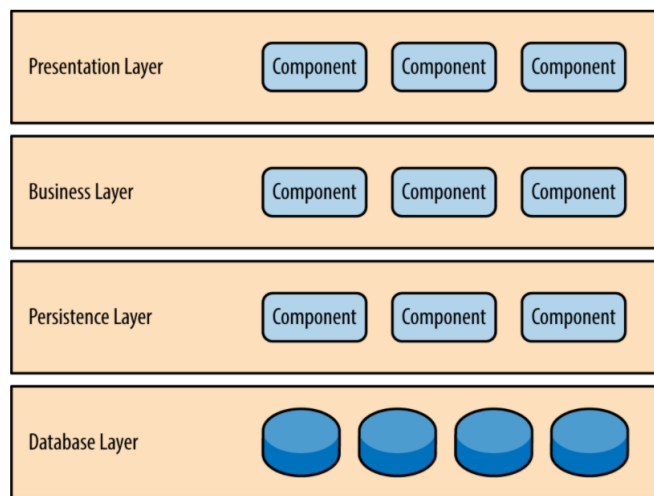 Presentation Layer Component Component Component
Business Layer Component Component Component
Persistence Layer Component Component Component
Database Layer